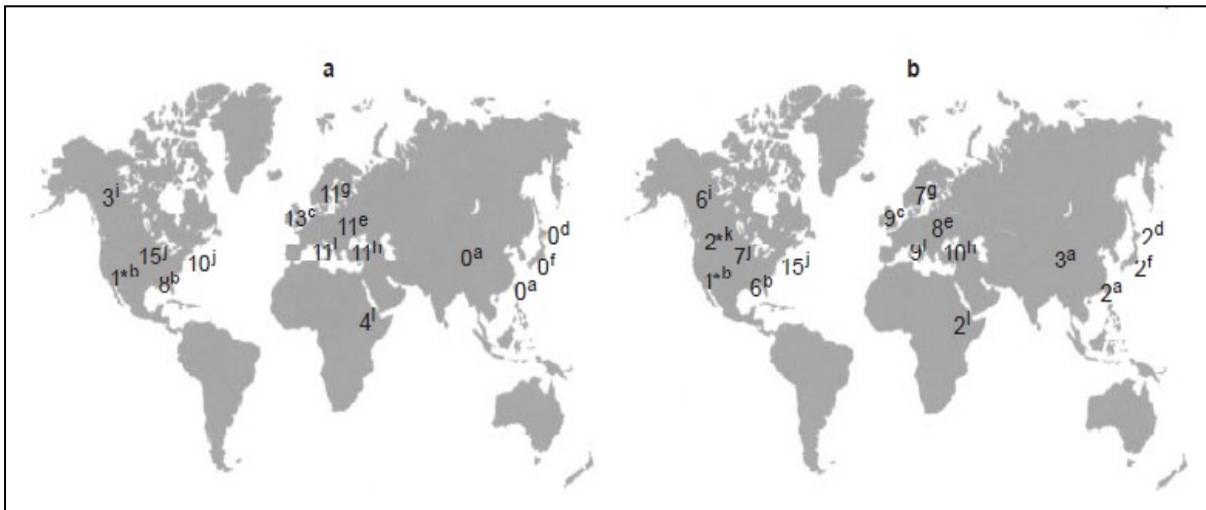 a
3ⁱ
11ᵍ
13ᶜ
11ᵉ
0ᵈ
15ʲ
10ʲ
11ˡ
11ʰ
0ᵃ
0ᶠ
1*ᵇ
8ᵇ
0ᵃ
4ˡ
b
6ⁱ
7ᵍ
9ᶜ
8ᵉ
2*ᵏ
2ᵈ
7ʲ
15ʲ
9ˡ
10ʰ
3ᵃ
2ᶠ
1*ᵇ
6ᵇ
2ᵃ
2ˡ